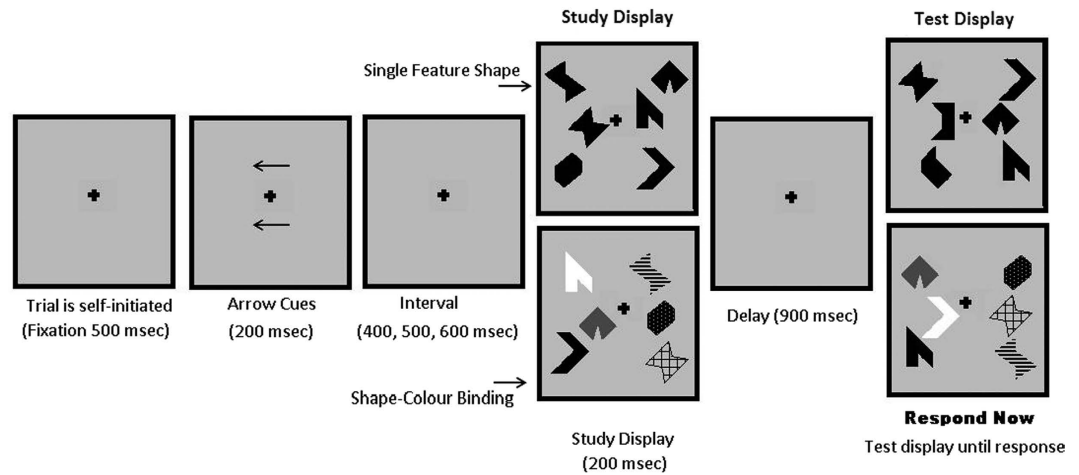 Study Display
Test Display
Single Feature Shape
Trial is self-initiated
(Fixation 500 msec)
Arrow Cues
(200 msec)
Interval
(400, 500, 600 msec)
Delay (900 msec)
Shape-Colour Binding
Respond Now
Study Display
(200 msec)
Test display until response